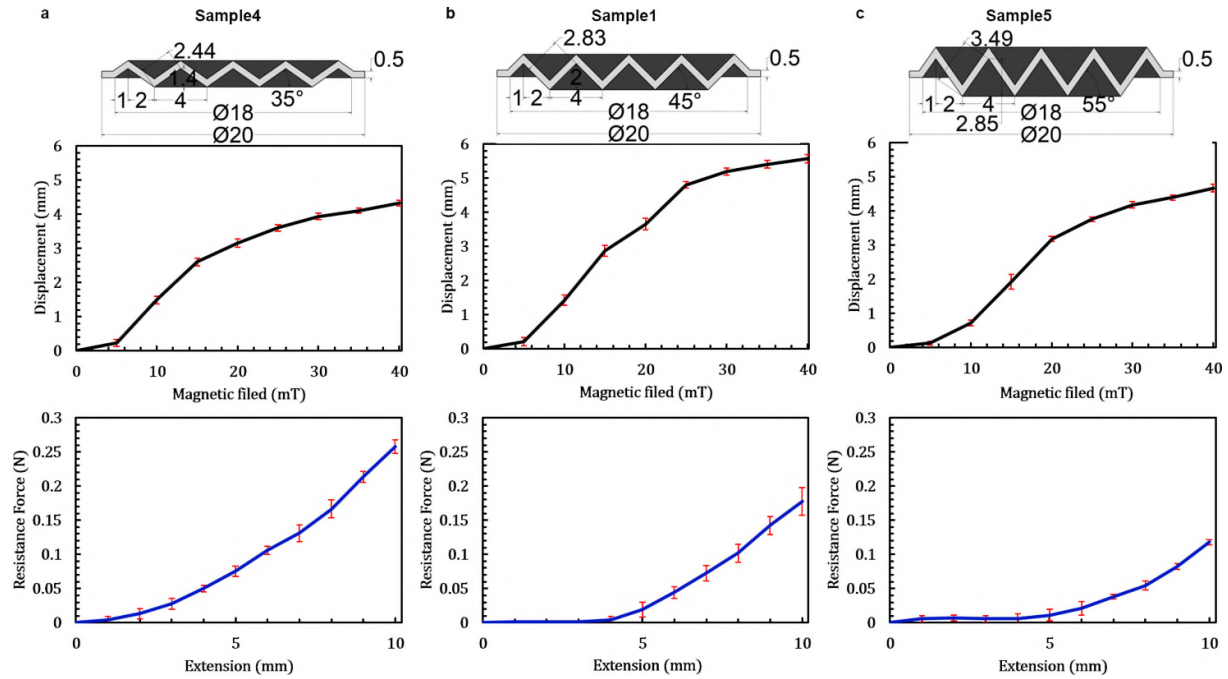 a
Sample4
2.44
0.5
1.4
1 2 4 35°
Ø18
Ø20
6
5
4
3
2
1
0
Displacement (mm)
0 10 20 30 40
Magnetic filed (mT)
0.3
0.25
0.2
0.15
0.1
0.05
0
Resistance Force (N)
0 5 10
Extension (mm)
b
Sample1
2.83
0.5
2
1 2 4 45°
Ø18
Ø20
6
5
4
3
2
1
0
Displacement (mm)
0 10 20 30 40
Magnetic filed (mT)
0.3
0.25
0.2
0.15
0.1
0.05
0
Resistance Force (N)
0 5 10
Extension (mm)
c
Sample5
3.49
0.5
1 2 4 55°
Ø18
2.85
Ø20
6
5
4
3
2
1
0
Displacement (mm)
0 10 20 30 40
Magnetic filed (mT)
0.3
0.25
0.2
0.15
0.1
0.05
0
Resistance Force (N)
0 5 10
Extension (mm)